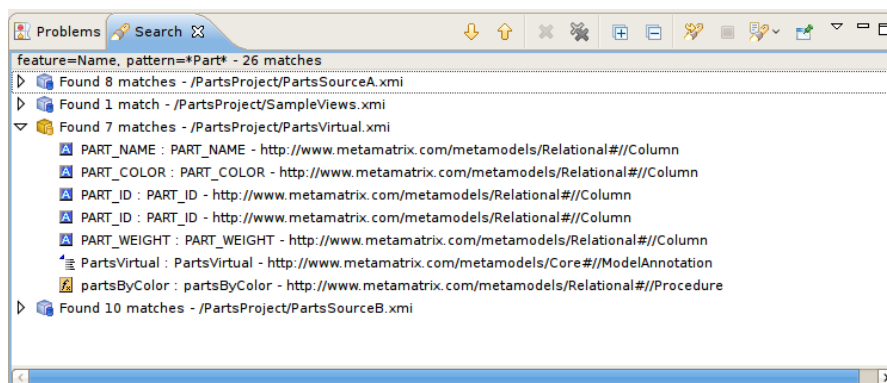 Problems Search
feature=Name, pattern=*Part* - 26 matches
Found 8 matches - /PartsProject/PartsSourceA.xmi
Found 1 match - /PartsProject/SampleViews.xmi
Found 7 matches - /PartsProject/PartsVirtual.xmi
PART_NAME : PART_NAME - http://www.metamatrix.com/metamodels/Relational#//Column
PART_COLOR : PART_COLOR - http://www.metamatrix.com/metamodels/Relational#//Column
PART_ID : PART_ID - http://www.metamatrix.com/metamodels/Relational#//Column
PART_ID : PART_ID - http://www.metamatrix.com/metamodels/Relational#//Column
PART_WEIGHT : PART_WEIGHT - http://www.metamatrix.com/metamodels/Relational#//Column
PartsVirtual : PartsVirtual - http://www.metamatrix.com/metamodels/Core#//ModelAnnotation
partsByColor : partsByColor - http://www.metamatrix.com/metamodels/Relational#//Procedure
Found 10 matches - /PartsProject/PartsSourceB.xmi